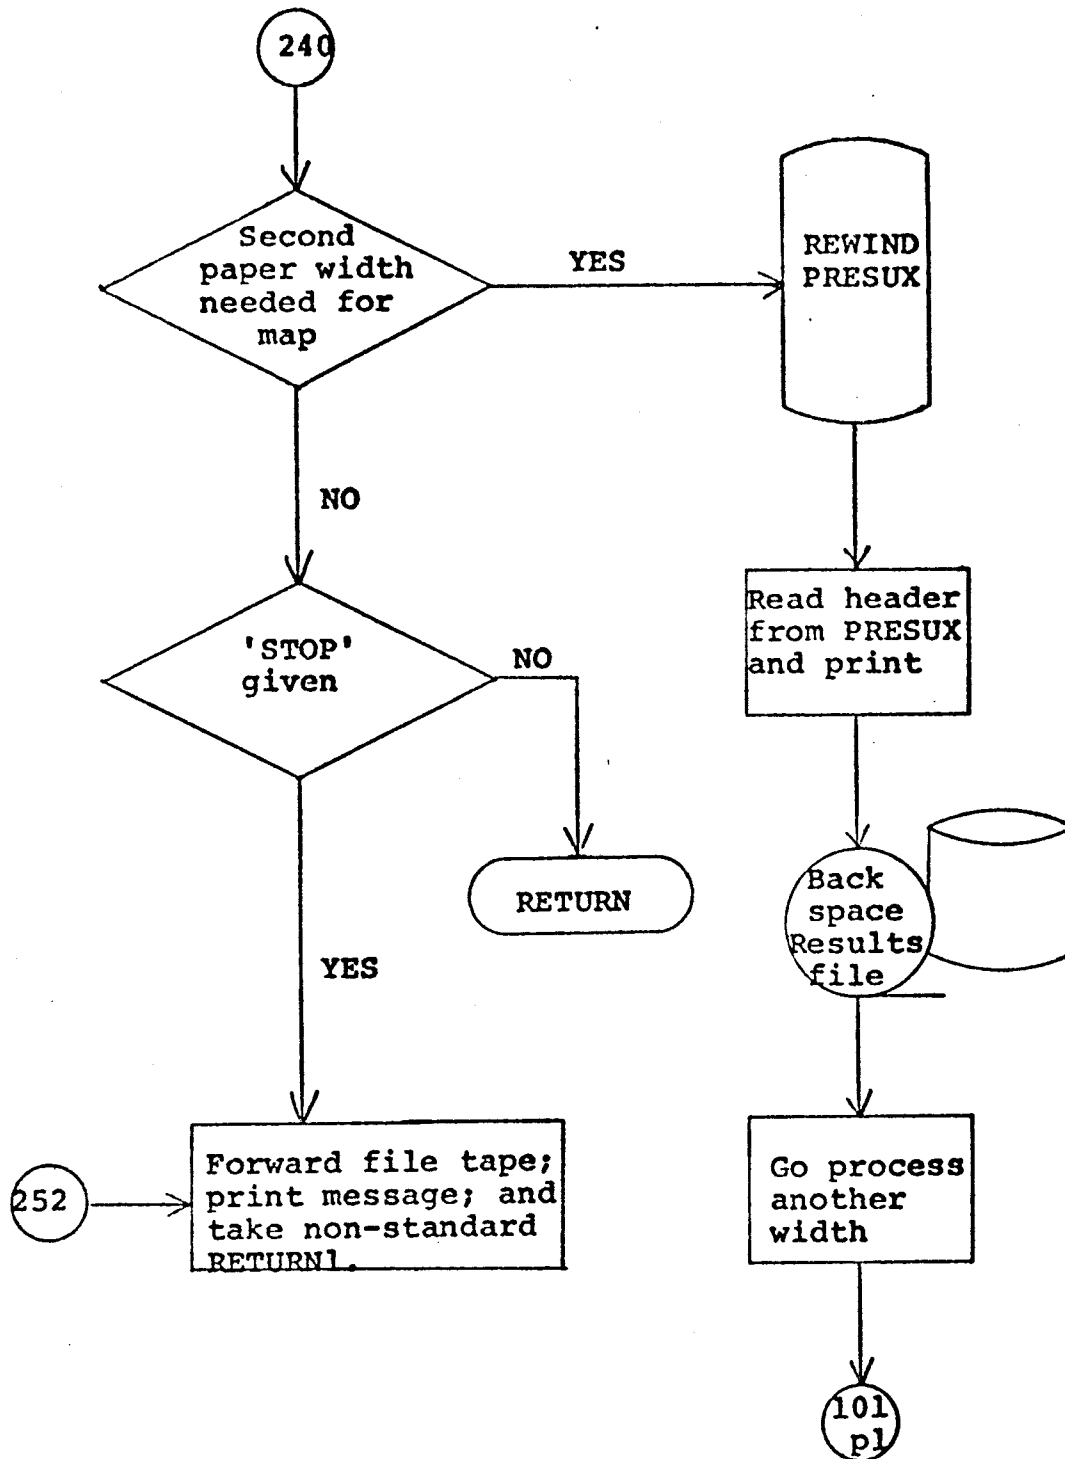 240
Second
paper width
needed for
map
YES
REWIND
PRESUX
NO
'STOP'
given
NO
RETURN
YES
Read header
from PRESUX
and print
Back
space
Results
file
252
Forward file tape;
print message; and
take non-standard
RETURN1.
Go process
another
width
101
p1